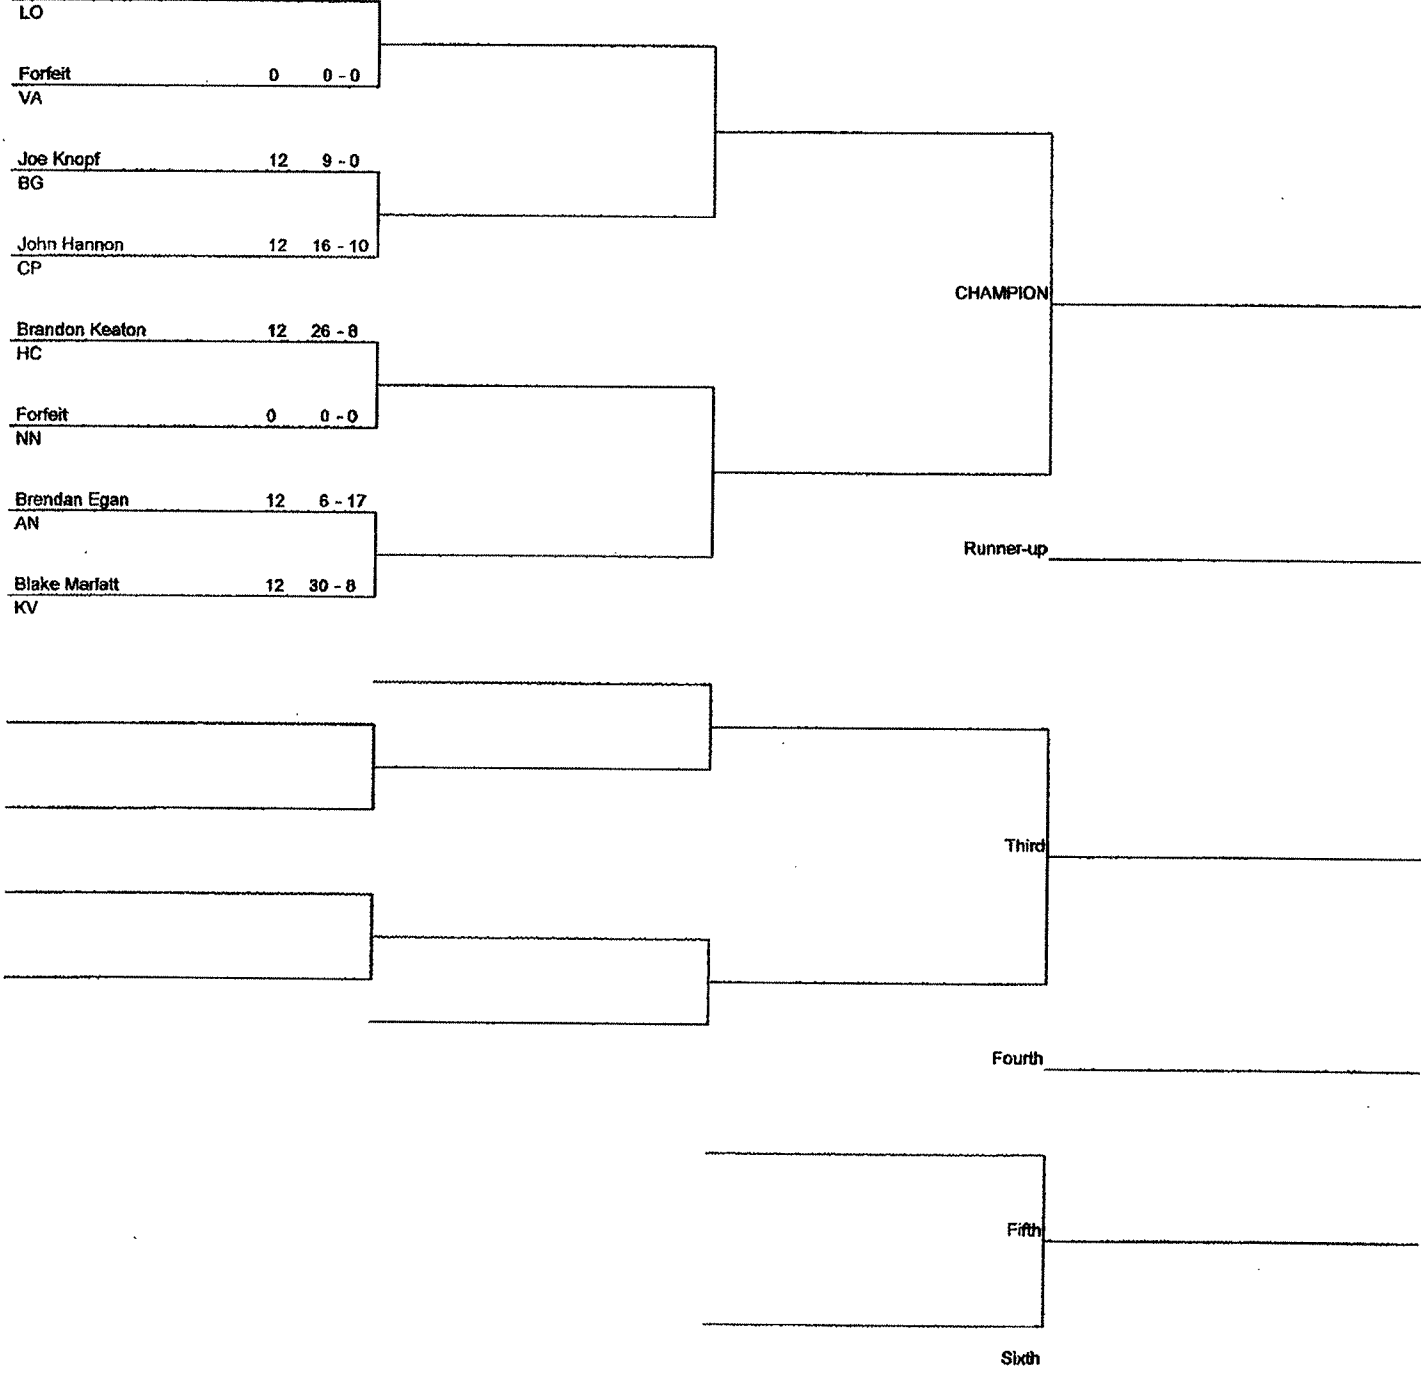 LO
Forfeit 0 0 - 0
VA
Joe Knopf 12 9 - 0
BG
John Hannon 12 16 - 10
CP
CHAMPION
Brandon Keaton 12 26 - 8
HC
Forfeit 0 0 - 0
NN
Brendan Egan 12 6 - 17
AN
Runner-up
Blake Marlatt 12 30 - 8
KV
Third
Fourth
Fifth
Sixth